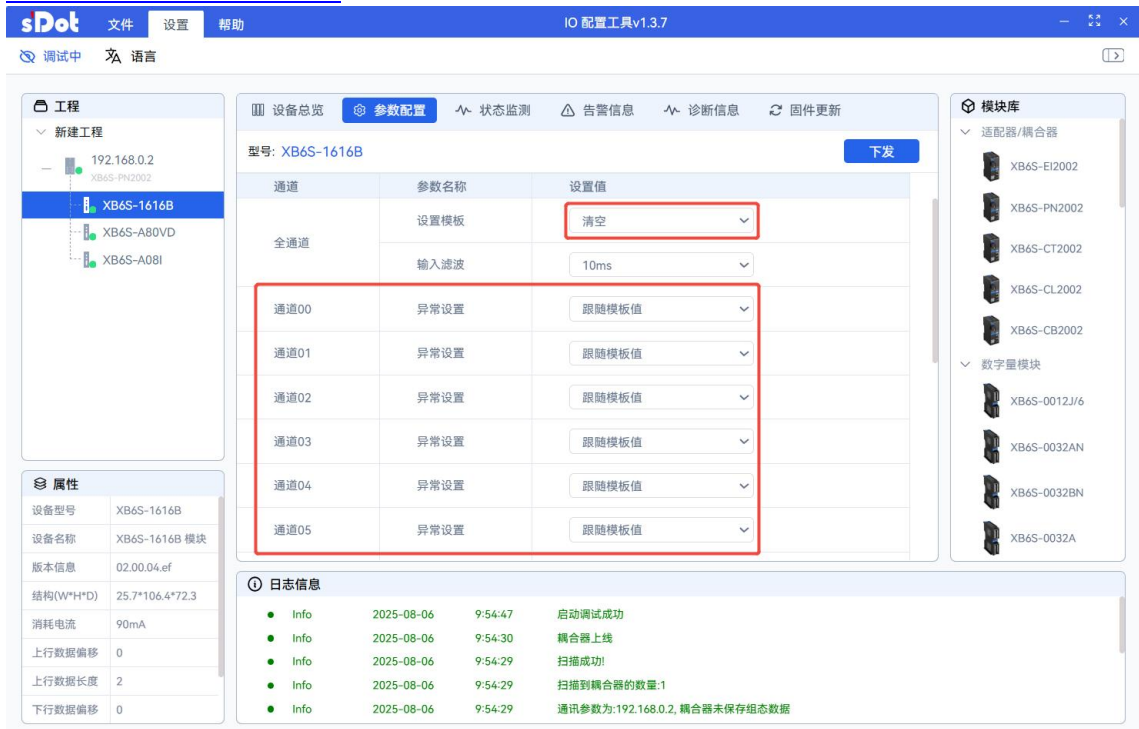 sDot 文件 设置 帮助 IO 配置工具v1.3.7
调试中 语言
工程
新建工程
192.168.0.2
XB6S-PN2002
XB6S-1616B
XB6S-A80VD
XB6S-A08I
设备总览 参数配置 状态监测 告警信息 诊断信息 固件更新
型号: XB6S-1616B 下发
通道 参数名称 设置值
全通道 设置模板 清空
输入滤波 10ms
通道00 异常设置 跟随模板值
通道01 异常设置 跟随模板值
通道02 异常设置 跟随模板值
通道03 异常设置 跟随模板值
通道04 异常设置 跟随模板值
通道05 异常设置 跟随模板值
模块库
适配器/耦合器
XB6S-EI2002
XB6S-PN2002
XB6S-CT2002
XB6S-CL2002
XB6S-CB2002
数字量模块
XB6S-0012J/6
XB6S-0032AN
XB6S-0032BN
XB6S-0032A
属性
设备型号 XB6S-1616B
设备名称 XB6S-1616B 模块
版本信息 02.00.04.ef
结构(W*H*D) 25.7*106.4*72.3
消耗电流 90mA
上行数据偏移 0
上行数据长度 2
下行数据偏移 0
日志信息
Info 2025-08-06 9:54:47 启动调试成功
Info 2025-08-06 9:54:30 耦合器上线
Info 2025-08-06 9:54:29 扫描成功!
Info 2025-08-06 9:54:29 扫描到耦合器的数量:1
Info 2025-08-06 9:54:29 通讯参数为:192.168.0.2, 耦合器未保存组态数据